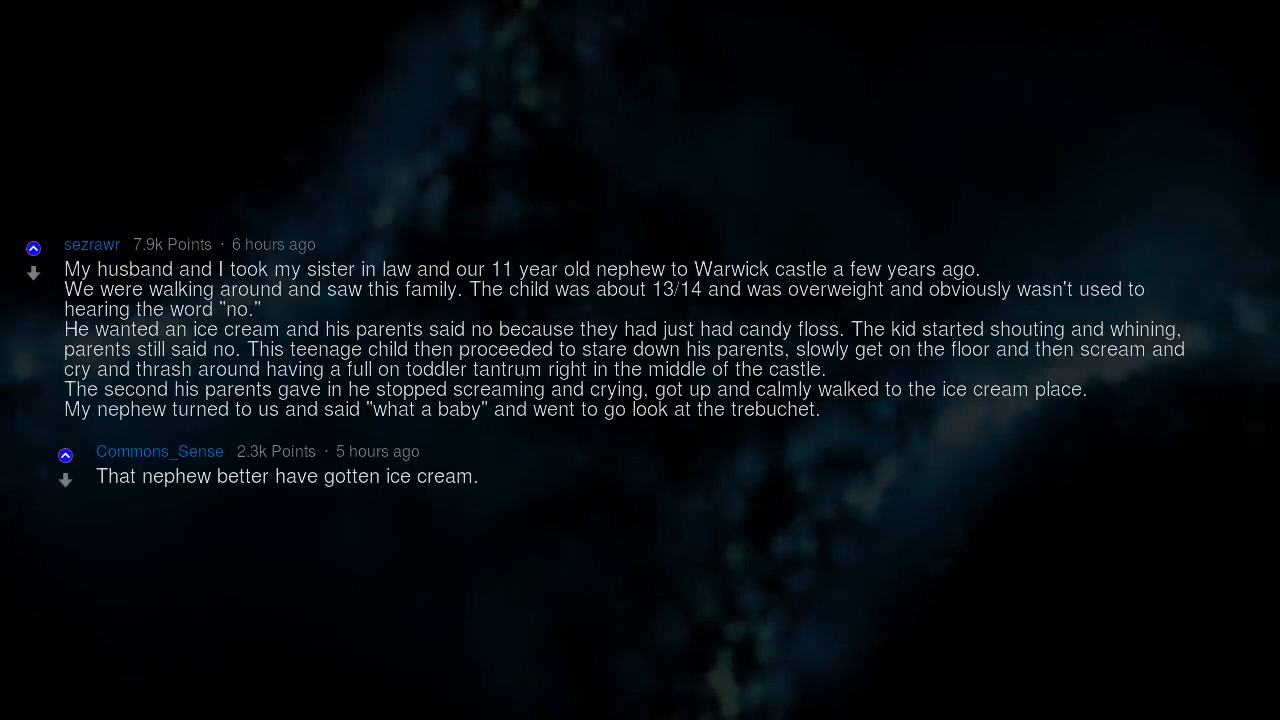 sezrawr 7.9k Points · 6 hours ago
My husband and I took my sister in law and our 11 year old nephew to Warwick castle a few years ago.
We were walking around and saw this family. The child was about 13/14 and was overweight and obviously wasn't used to
hearing the word "no."
He wanted an ice cream and his parents said no because they had just had candy floss. The kid started shouting and whining,
parents still said no. This teenage child then proceeded to stare down his parents, slowly get on the floor and then scream and
cry and thrash around having a full on toddler tantrum right in the middle of the castle.
The second his parents gave in he stopped screaming and crying, got up and calmly walked to the ice cream place.
My nephew turned to us and said "what a baby" and went to go look at the trebuchet.
Commons_Sense 2.3k Points · 5 hours ago
That nephew better have gotten ice cream.